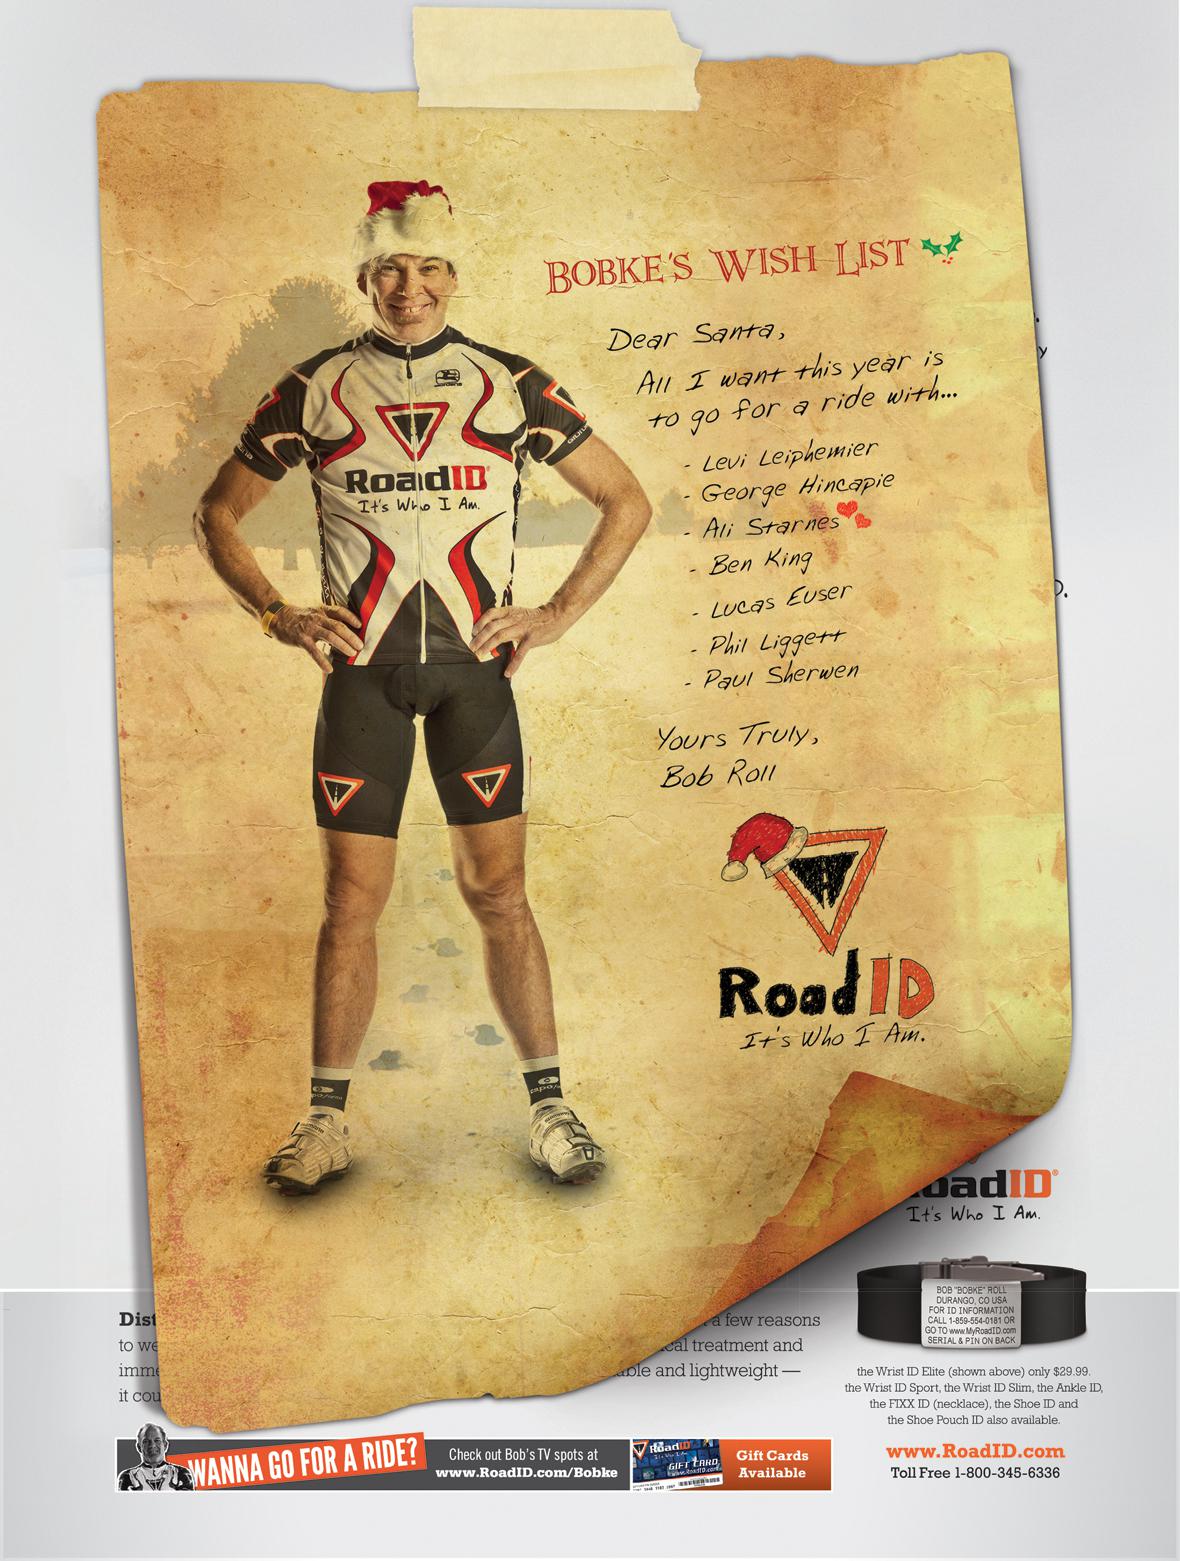 BOBKE'S WISH LIST
Dear Santa,
All I want this year is
to go for a ride with...
- Levi Leiphemier
- George Hincapie
- Ali Starnes
- Ben King
- Lucas Euser
- Phil Liggett
- Paul Sherwen
Yours Truly,
Bob Roll
RoadID
It's Who I Am.
RoadID
It's Who I Am.
oadID®
It's Who I Am.
BOB "BOBKE" ROLL
DURANGO, CO USA
FOR ID INFORMATION
CALL 1-859-554-0181 OR
GO TO www.MyRoadID.com
SERIAL & PIN ON BACK
a few reasons
to we
treatment and
and lightweight —
it
the Wrist ID Elite (shown above) only $29.99.
the Wrist ID Sport, the Wrist ID Slim, the Ankle ID,
the FIXX ID (necklace), the Shoe ID and
the Shoe Pouch ID also available.
WANNA GO FOR A RIDE?
Check out Bob's TV spots at
www.RoadID.com/Bobke
RoadID
GIFT CARD
www.RoadID.com
Gift Cards
Available
www.RoadID.com
Toll Free 1-800-345-6336